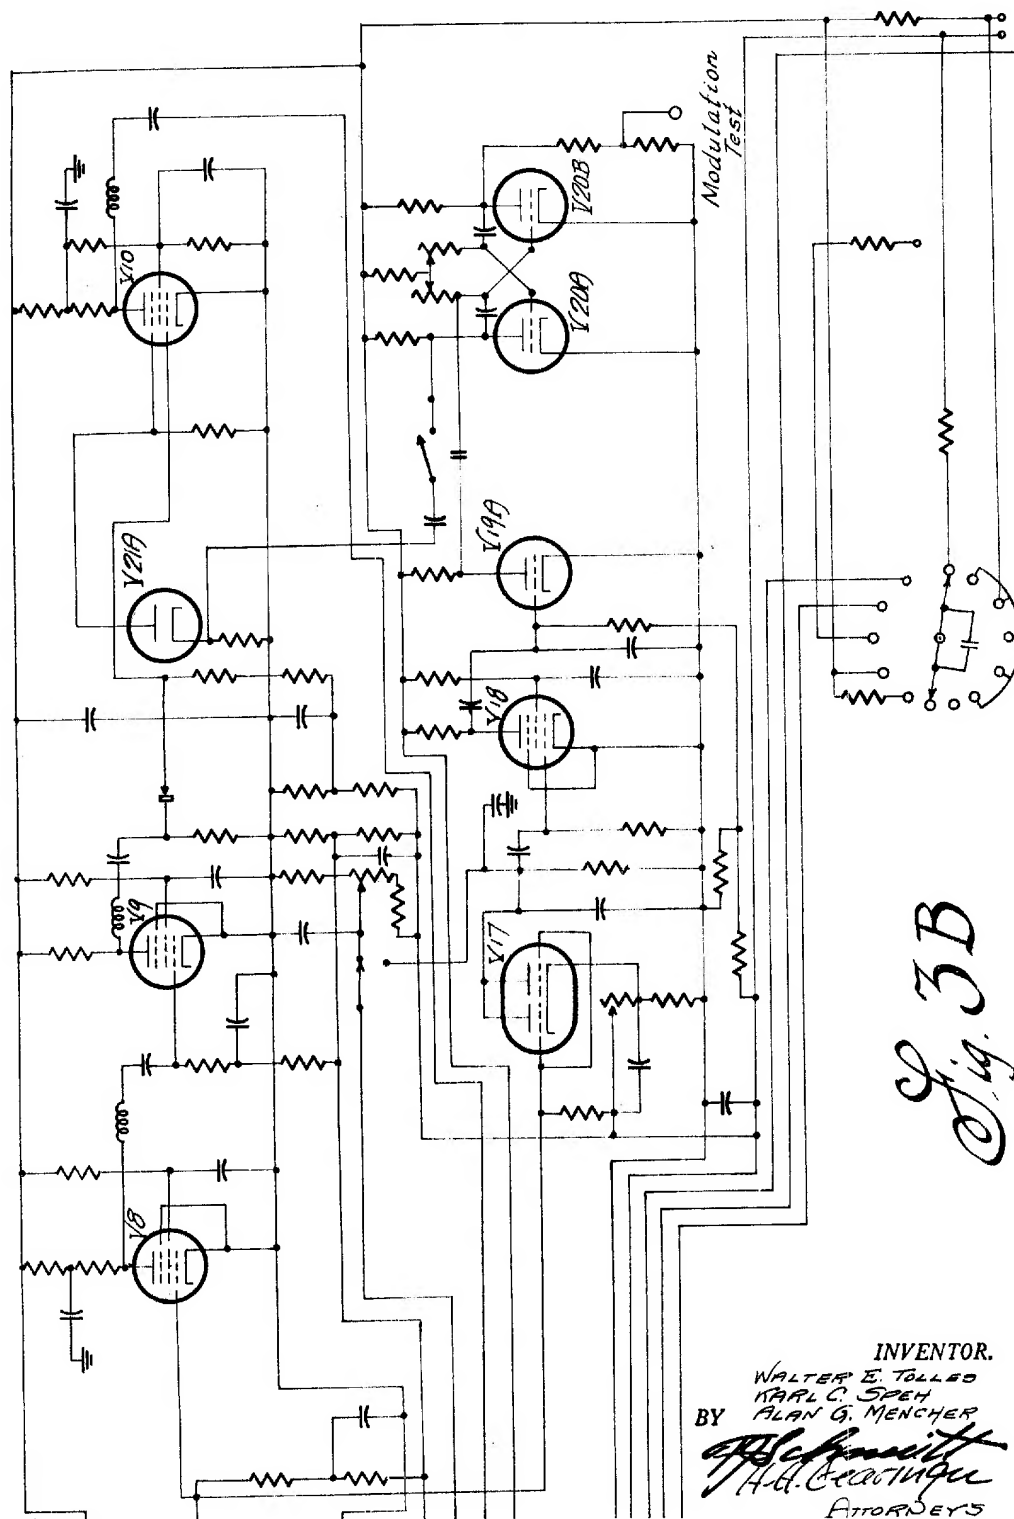 Modulation
Test
V20B
V10
V20A
V19A
V21A
V18
V9
V17
V8
Fig. 3B
INVENTOR.
WALTER E. TOLLES
KARL C. SPEH
BY ALAN G. MENCHER
ATTORNEYS